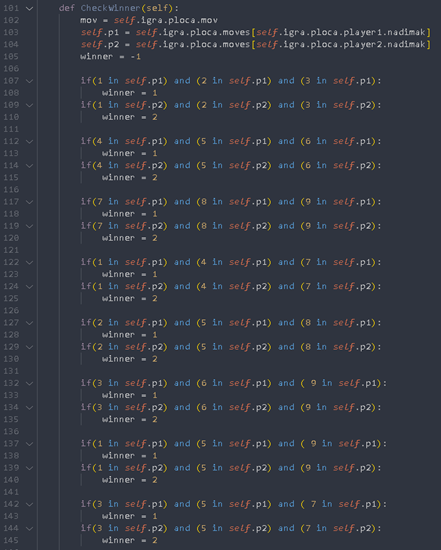 101 def CheckWinner(self):
102 mov = self.igra.ploca.mov
103 self.p1 = self.igra.ploca.moves[self.igra.ploca.player1.nadimak]
104 self.p2 = self.igra.ploca.moves[self.igra.ploca.player2.nadimak]
105 winner = -1
106
107 if(1 in self.p1) and (2 in self.p1) and (3 in self.p1):
108 winner = 1
109 if(1 in self.p2) and (2 in self.p2) and (3 in self.p2):
110 winner = 2
111
112 if(4 in self.p1) and (5 in self.p1) and (6 in self.p1):
113 winner = 1
114 if(4 in self.p2) and (5 in self.p2) and (6 in self.p2):
115 winner = 2
116
117 if(7 in self.p1) and (8 in self.p1) and (9 in self.p1):
118 winner = 1
119 if(7 in self.p2) and (8 in self.p2) and (9 in self.p2):
120 winner = 2
121
122 if(1 in self.p1) and (4 in self.p1) and (7 in self.p1):
123 winner = 1
124 if(1 in self.p2) and (4 in self.p2) and (7 in self.p2):
125 winner = 2
126
127 if(2 in self.p1) and (5 in self.p1) and (8 in self.p1):
128 winner = 1
129 if(2 in self.p2) and (5 in self.p2) and (8 in self.p2):
130 winner = 2
131
132 if(3 in self.p1) and (6 in self.p1) and ( 9 in self.p1):
133 winner = 1
134 if(3 in self.p2) and (6 in self.p2) and (9 in self.p2):
135 winner = 2
136
137 if(1 in self.p1) and (5 in self.p1) and ( 9 in self.p1):
138 winner = 1
139 if(1 in self.p2) and (5 in self.p2) and (9 in self.p2):
140 winner = 2
141
142 if(3 in self.p1) and (5 in self.p1) and ( 7 in self.p1):
143 winner = 1
144 if(3 in self.p2) and (5 in self.p2) and (7 in self.p2):
145 winner = 2